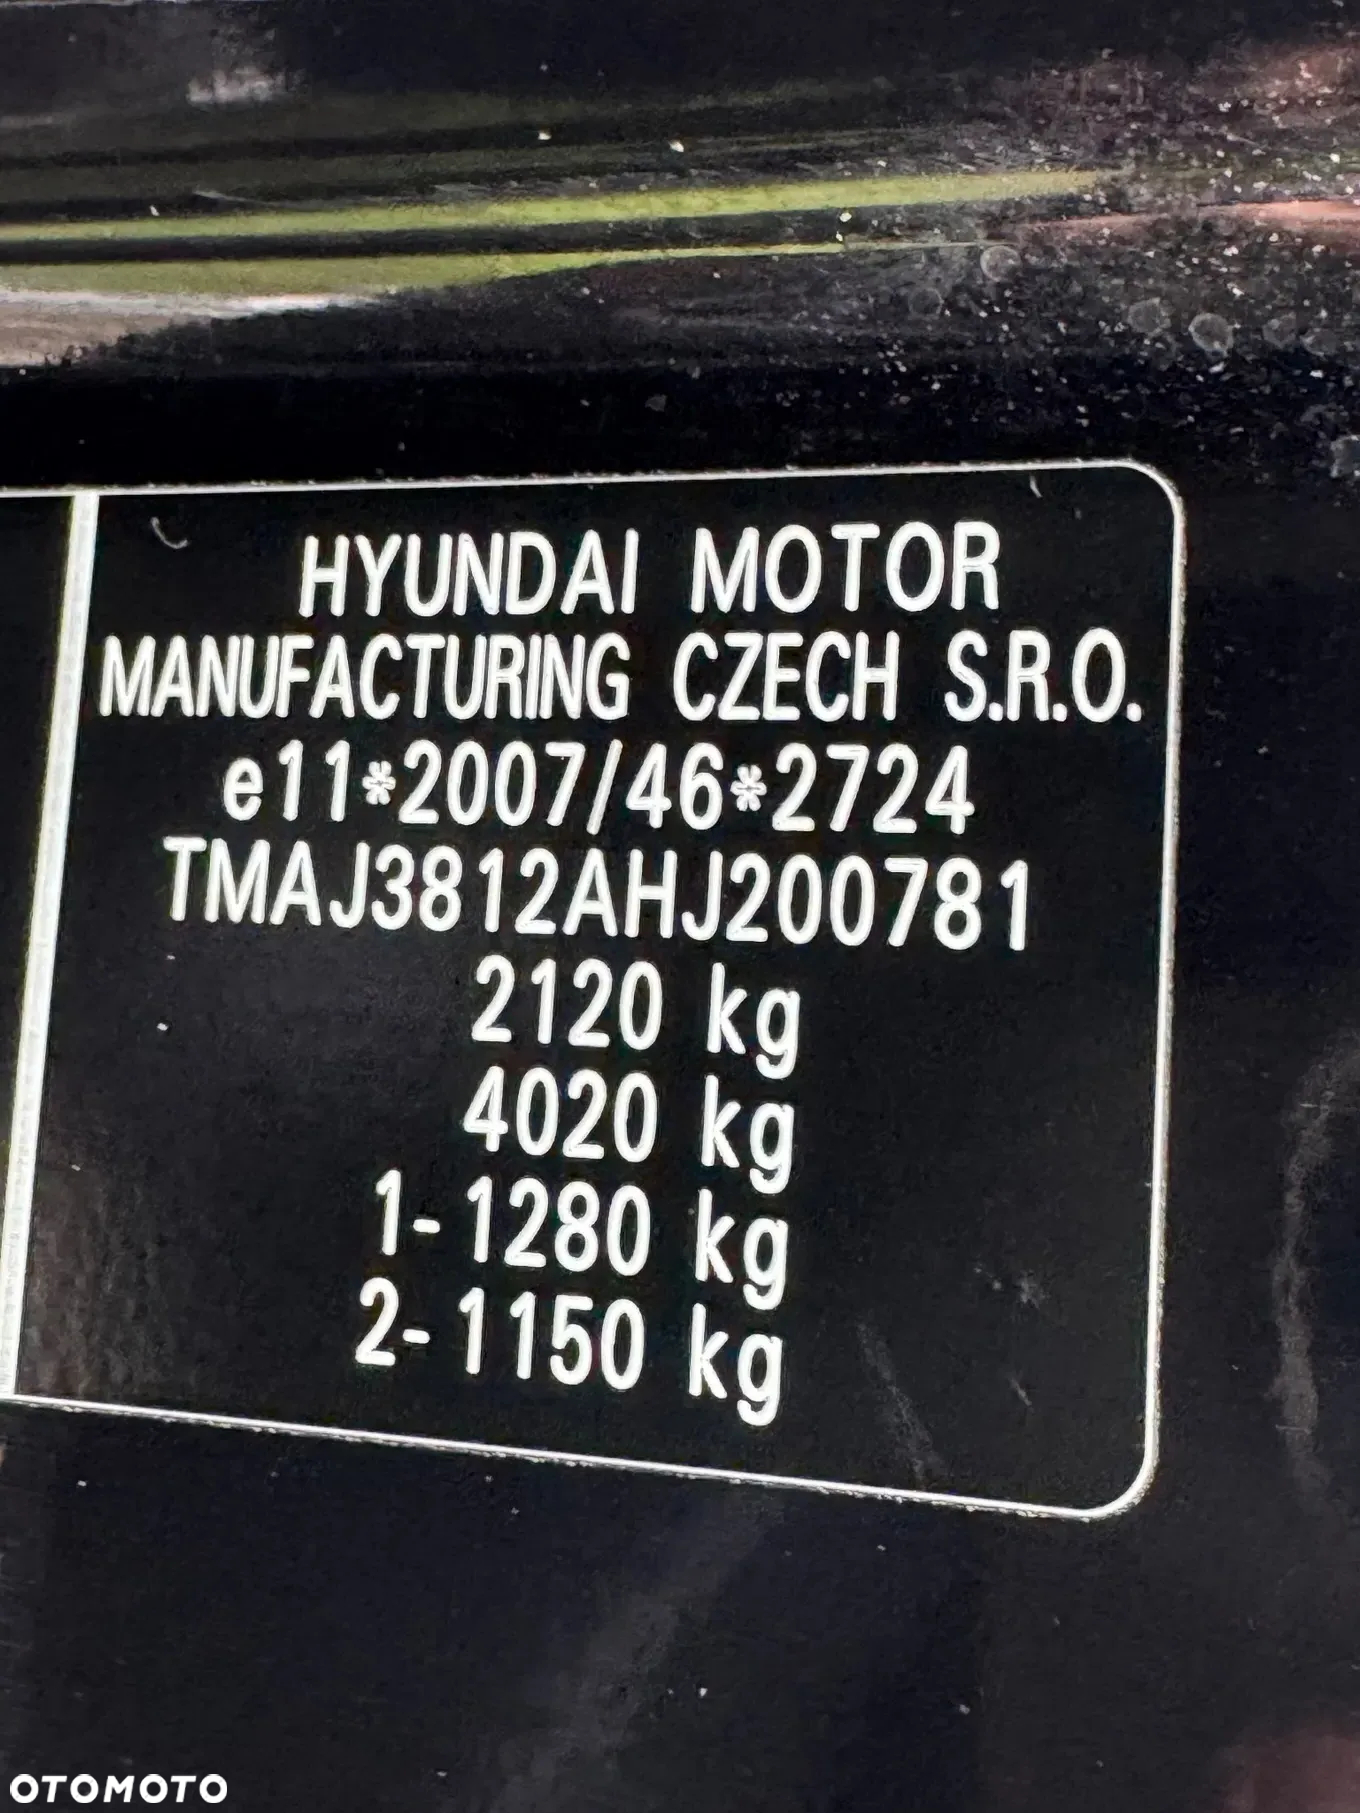 HYUNDAI MOTOR
MANUFACTURING CZECH S.R.O.
e11*2007/46*2724
TMAJ3812AHJ200781
2120 kg
4020 kg
1-1280 kg
2-1150 kg
OTOMOTO